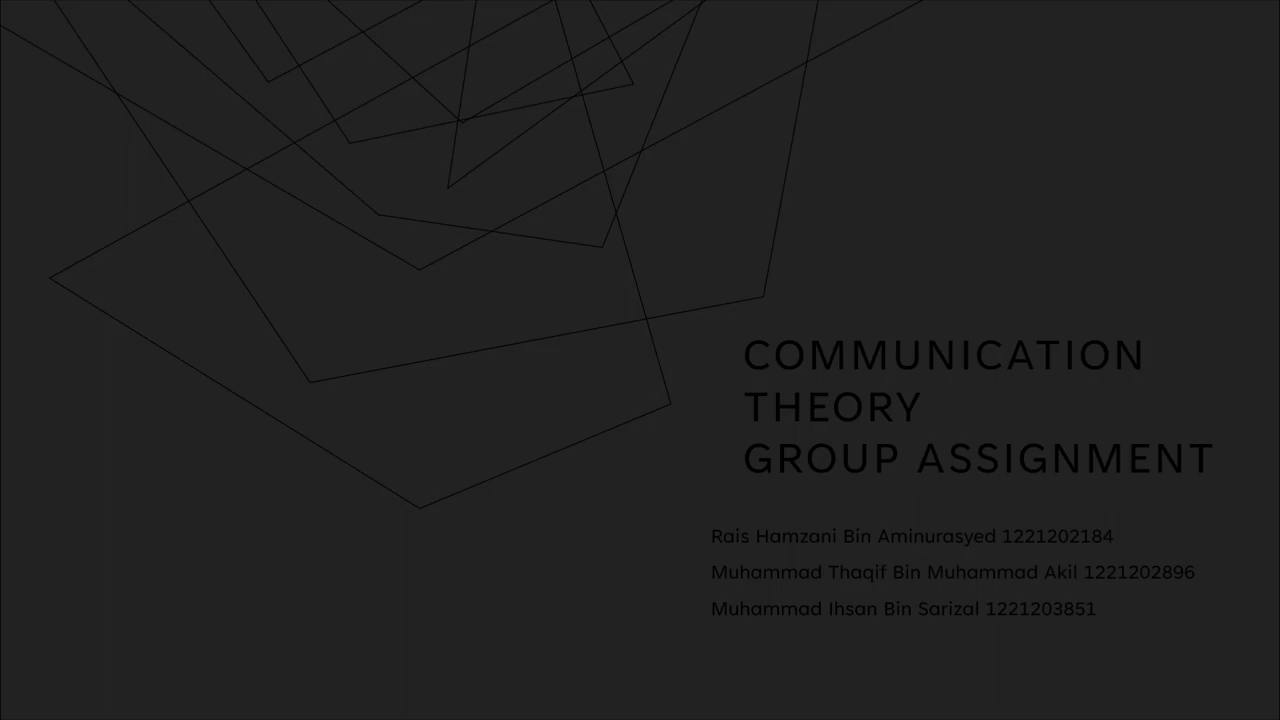 COMMUNICATION
THEORY
GROUP ASSIGNMENT
Rais Hamzani Bin Aminurasyed 1221202184
Muhammad Thaqif Bin Muhammad Akil 1221202896
Muhammad Ihsan Bin Sarizal 1221203851